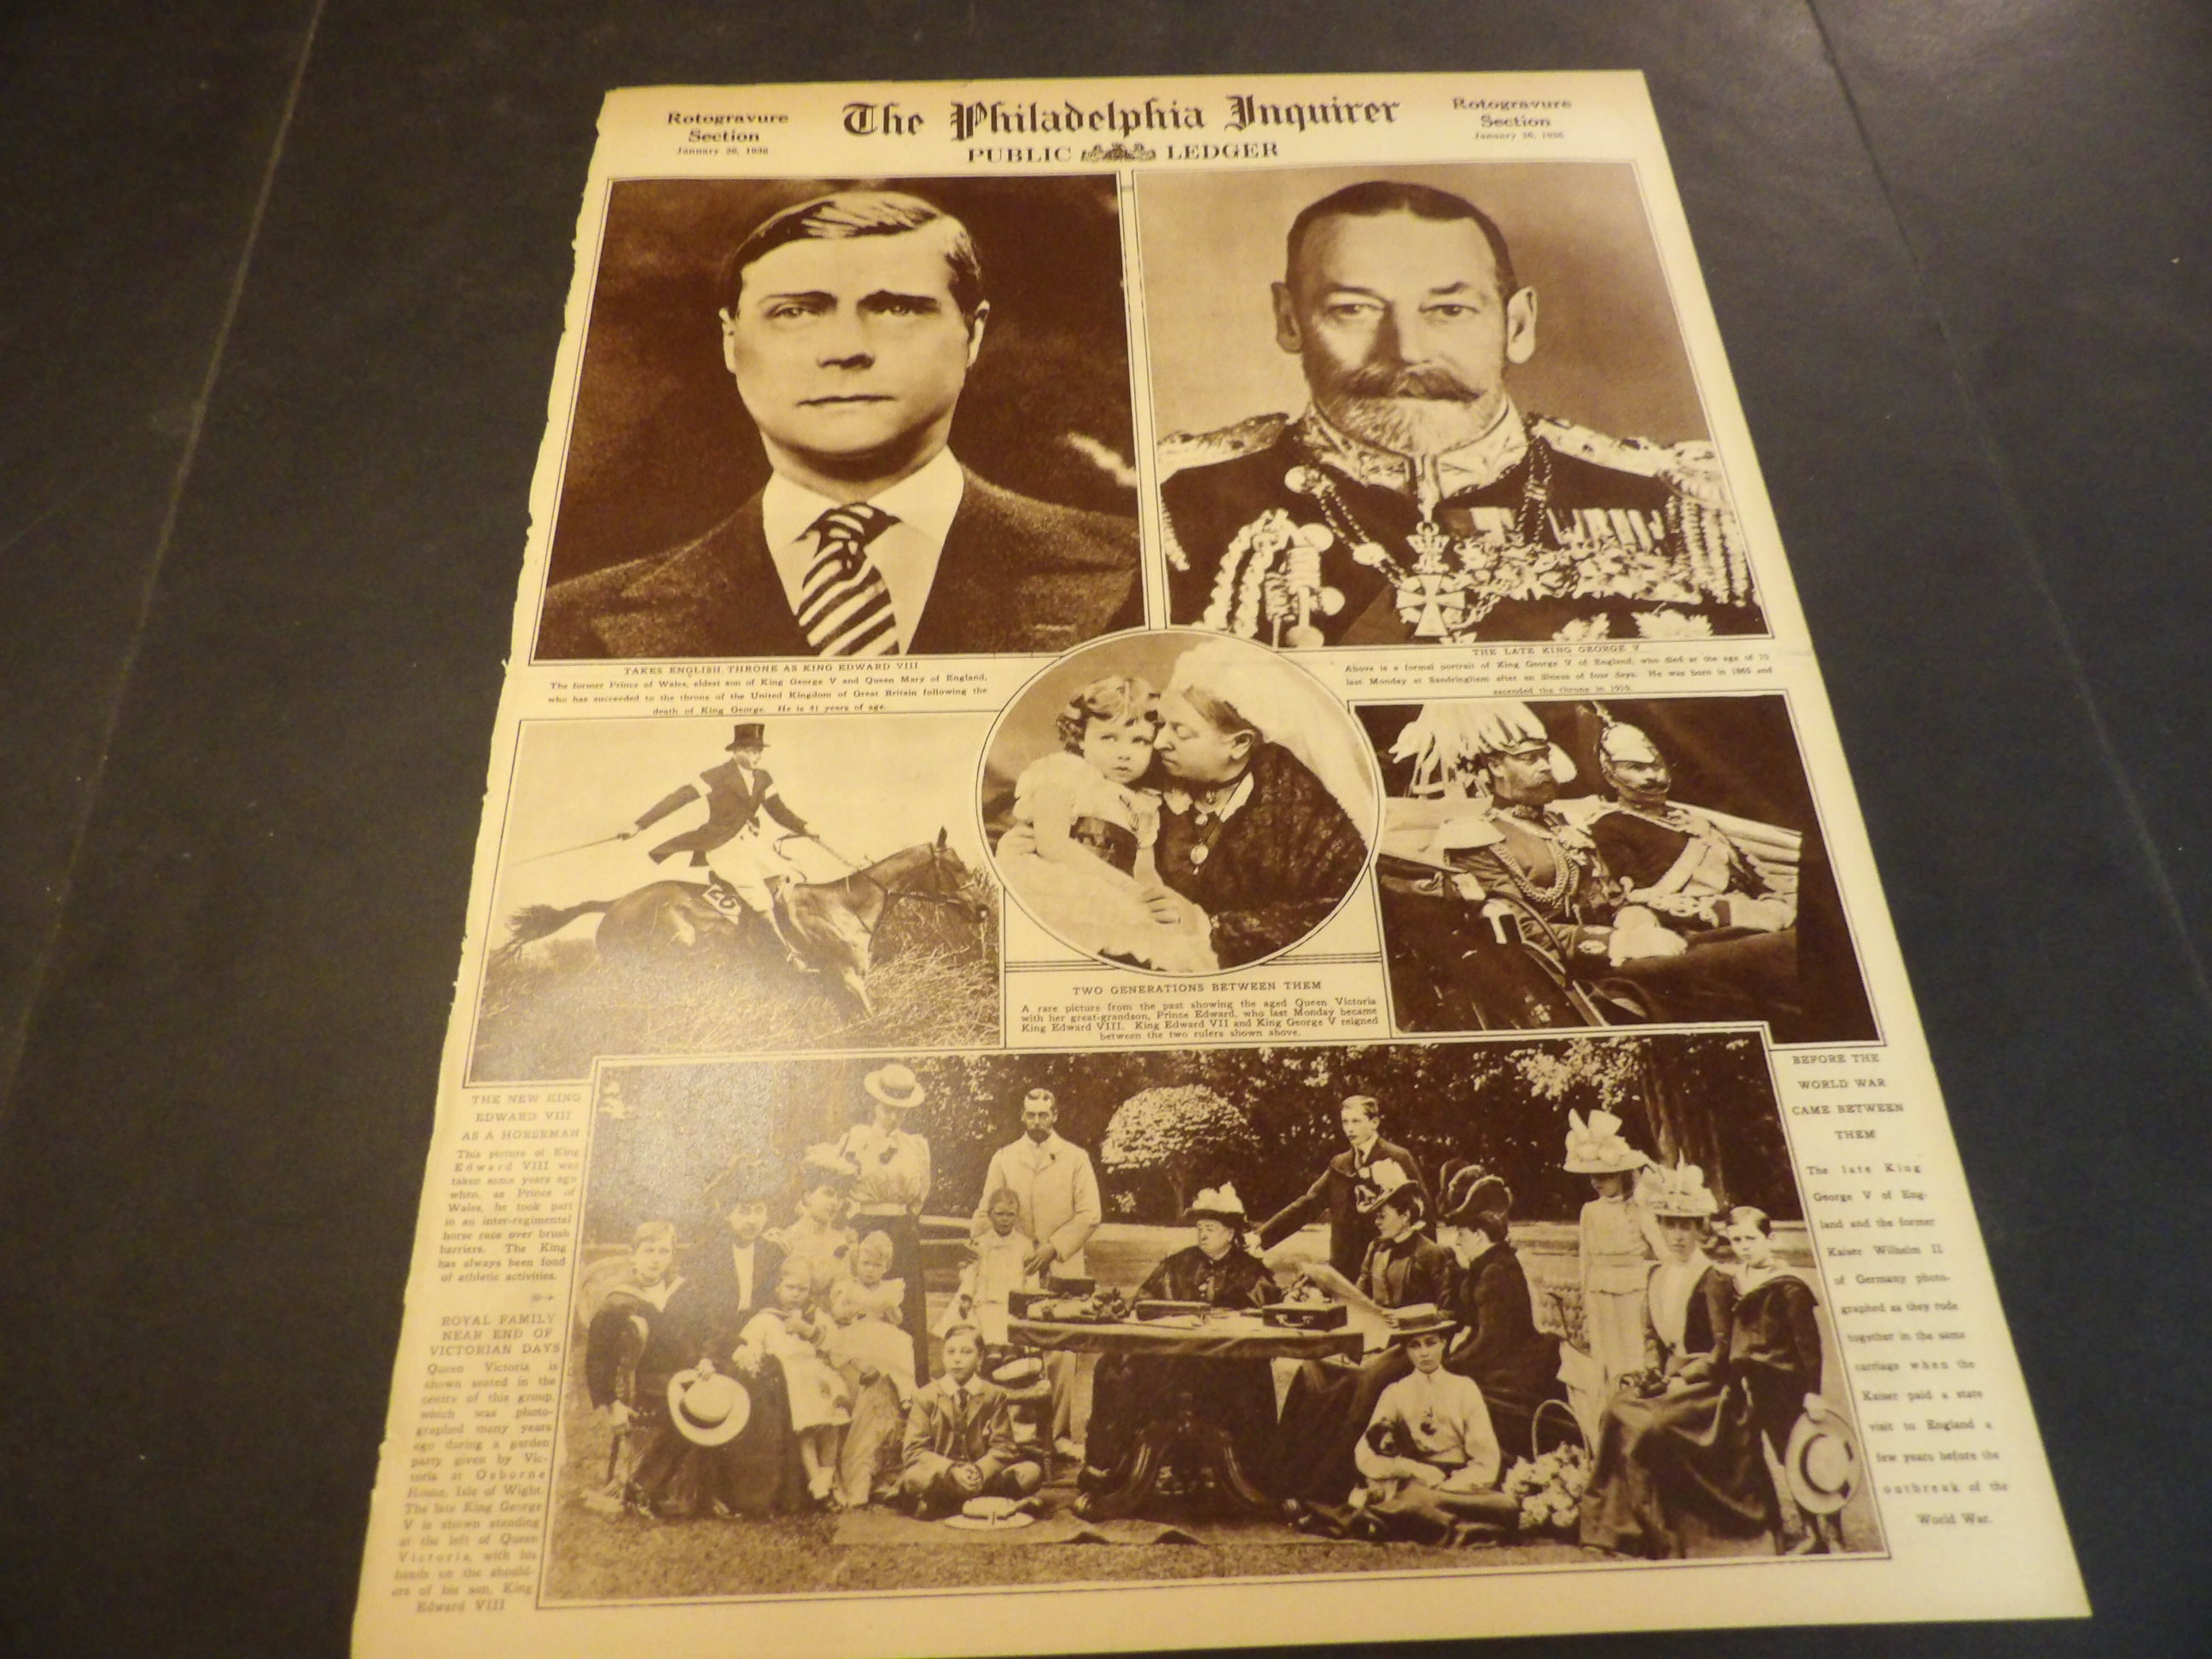 Rotogravure
Section
January 26, 1936
The Philadelphia Inquirer
PUBLIC LEDGER
Rotogravure
Section
January 26, 1936
TAKES ENGLISH THRONE AS KING EDWARD VIII
The former Prince of Wales, eldest son of King George V and Queen Mary of England,
who has succeeded to the throne of the United Kingdom of Great Britain following the
death of King George. He is 41 years of age.
THE LATE KING GEORGE V
Above is a formal portrait of King George V of England, who died at the age of 70
last Monday at Sandringham after an illness of four days. He was born in 1865 and
ascended the throne in 1910.
TWO GENERATIONS BETWEEN THEM
A rare picture from the past showing the aged Queen Victoria
with her great-grandson, Prince Edward, who last Monday became
King Edward VIII. King Edward VII and King George V reigned
between the two rulers shown above.
THE NEW KING
EDWARD VIII
AS A HORSEMAN
This picture of King
Edward VIII was
taken some years ago
when, as Prince of
Wales, he took part
in an inter-regimental
horse race over brush
barriers. The King
has always been fond
of athletic activities.
ROYAL FAMILY
NEAR END OF
VICTORIAN DAYS
Queen Victoria is
shown seated in the
centre of this group,
which was photo-
graphed many years
ago during a garden
party given by Vic-
toria at Osborne
House, Isle of Wight.
The late King George
V is shown standing
at the left of Queen
Victoria, with his
hands on the should-
ers of his son, King
Edward VIII
BEFORE THE
WORLD WAR
CAME BETWEEN
THEM
The late King
George V of Eng-
land and the former
Kaiser Wilhelm II
of Germany photo-
graphed as they rode
together in the same
carriage when the
Kaiser paid a state
visit to England a
few years before the
outbreak of the
World War.